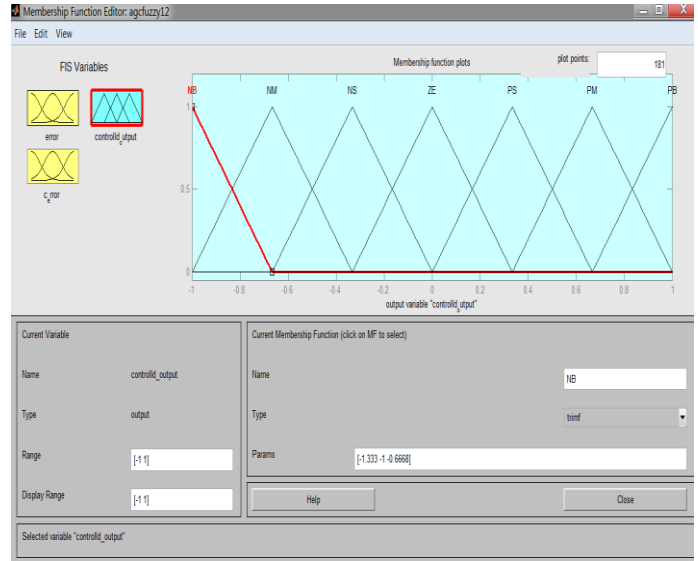 Membership Function Editor: agcfuzzy12
File Edit View
FIS Variables
Membership function plots
plot points:
181
error
controlld_output
c_error
NB NM NS ZE PS PM PB
1
0.5
0
-1 -0.8 -0.6 -0.4 -0.2 0 0.2 0.4 0.6 0.8 1
output variable "controlld_output"
Current Variable
Name controlld_output
Type output
Range [-1 1]
Display Range [-1 1]
Current Membership Function (click on MF to select)
Name NB
Type trimf
Params [-1.333 -1 -0.6668]
Help Close
Selected variable "controlld_output"